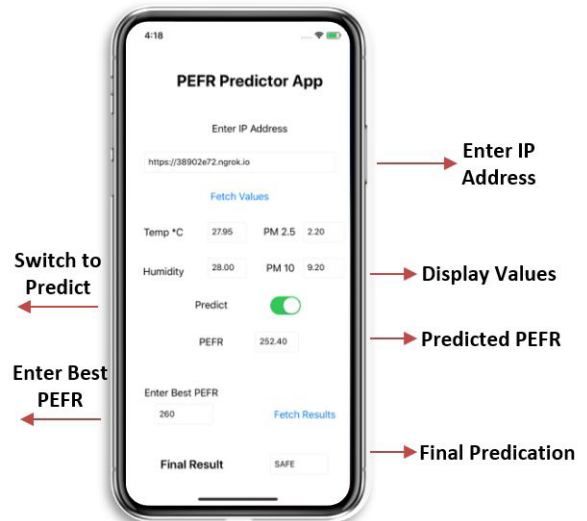 4:18
PEFR Predictor App
Enter IP Address
https://38902e72.ngrok.io
Enter IP
Address
Fetch Values
Temp *C 27.95 PM 2.5 2.20
Switch to
Predict
Humidity 28.00 PM 10 9.20
Display Values
Predict
PEFR 252.40
Predicted PEFR
Enter Best
PEFR
Enter Best PEFR
260 Fetch Results
Final Result SAFE
Final Predication